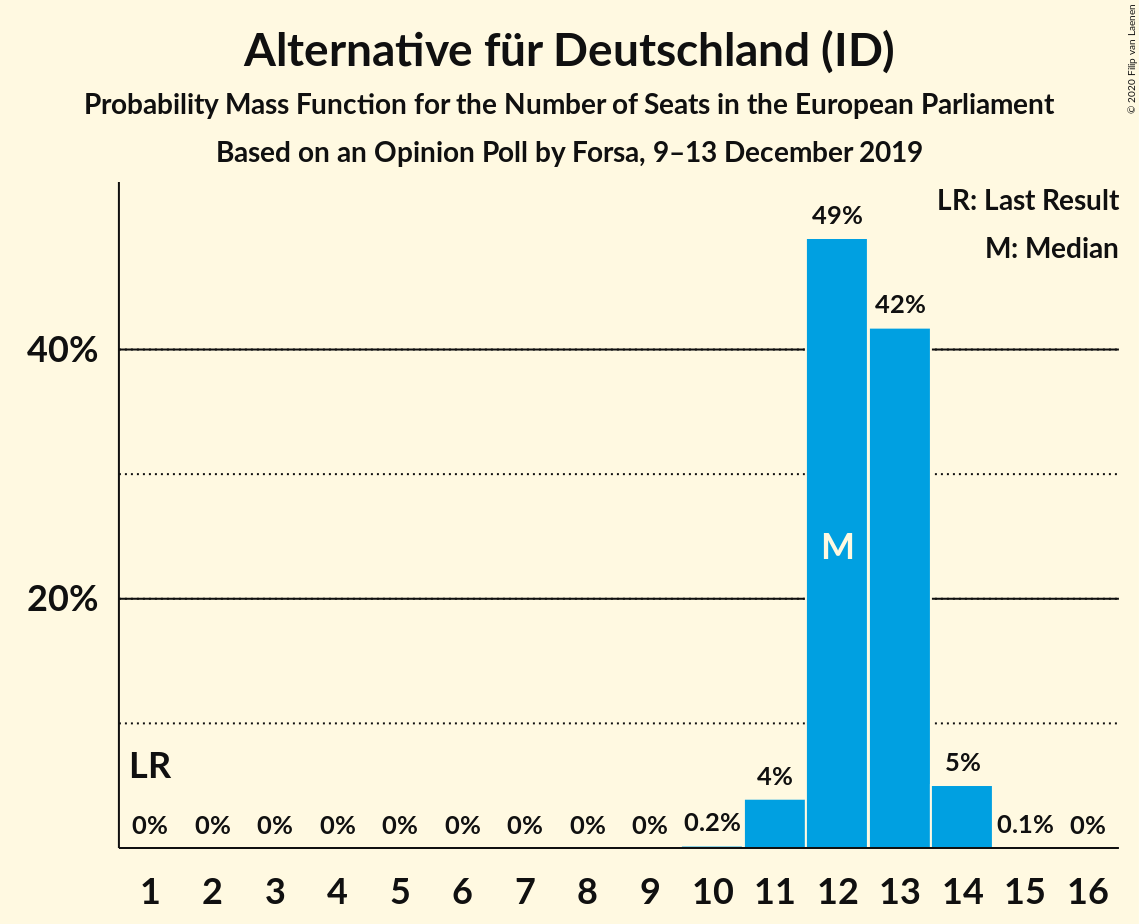 Alternative für Deutschland (ID)
Probability Mass Function for the Number of Seats in the European Parliament
Based on an Opinion Poll by Forsa, 9–13 December 2019
© 2020 Filip van Laenen
LR: Last Result
M: Median
49%
42%
40%
M
20%
LR
4%
5%
0% 0% 0% 0% 0% 0% 0% 0% 0% 0.2% 0.1% 0%
1 2 3 4 5 6 7 8 9 10 11 12 13 14 15 16